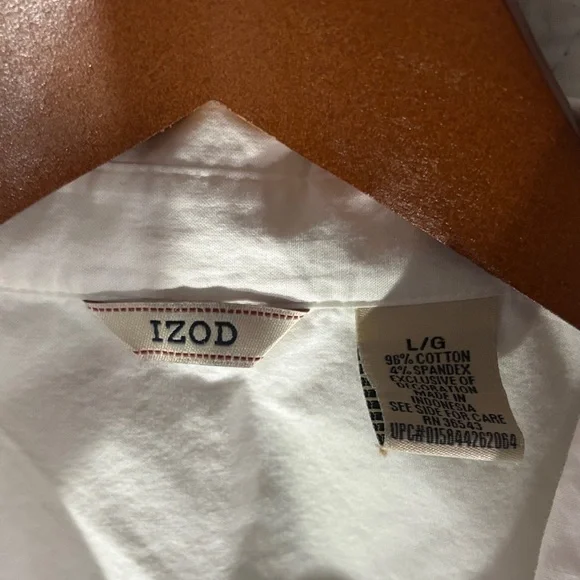 IZOD
L/G
96% COTTON
4% SPANDEX
EXCLUSIVE OF
DECORATION
MADE IN
INDONESIA
SEE SIDE FOR CARE
RN 36543
UPC#015844262064